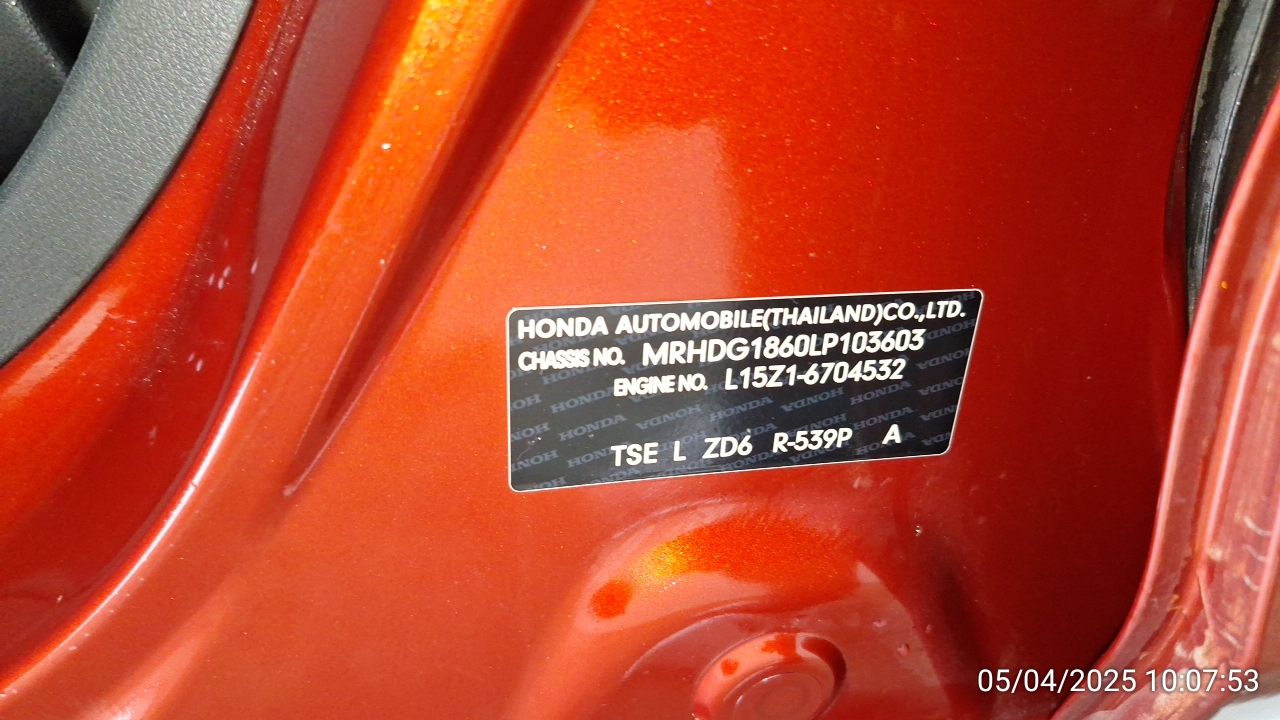 HONDA AUTOMOBILE(THAILAND)CO.,LTD.
CHASSIS NO. MRHDG1860LP103603
ENGINE NO. L15Z1-6704532
TSE L ZD6 R-539P A
05/04/2025 10:07:53